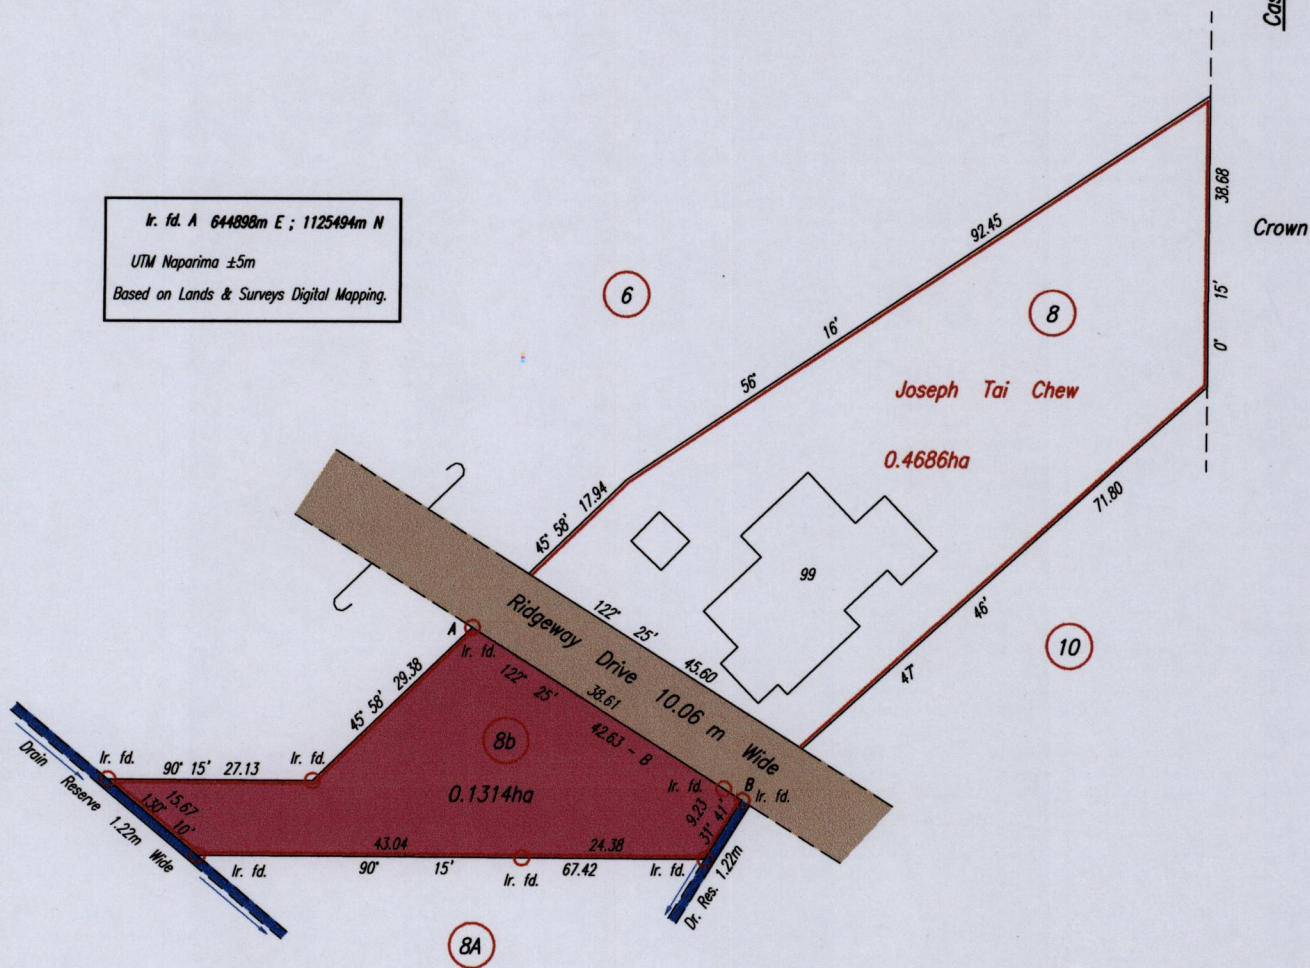 Cas
Ir. fd. A 644898m E ; 1125494m N
UTM Naparima ±5m
Based on Lands & Surveys Digital Mapping.
6
92.45
16'
56°
38.68
15'
0°
Crown
8
Joseph Tai Chew
0.4686ha
45° 58' 17.94
99
71.80
46'
47°
10
122° 25' 45.60
Ridgeway Drive 10.06 m Wide
A
Ir. fd.
122° 25' 38.61
42.63 - B
45° 58' 29.38
8b
0.1314ha
Ir. fd.
B
Ir. fd.
9.23
31° 41'
Ir. fd.
90° 15' 27.13
Ir. fd.
Drain Reserve 1.22m Wide
15.67
130° 10'
43.04
24.38
Ir. fd.
90° 15' 67.42
Ir. fd.
Ir. fd.
Dr. Res. 1.22m
8A